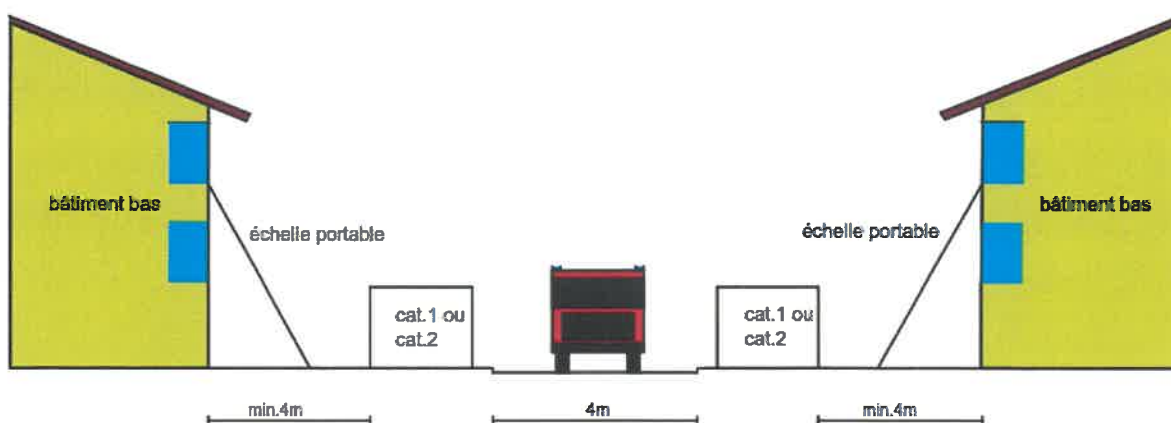 bâtiment bas
bâtiment bas
échelle portable
échelle portable
cat.1 ou
cat.2
cat.1 ou
cat.2
min.4m
4m
min.4m